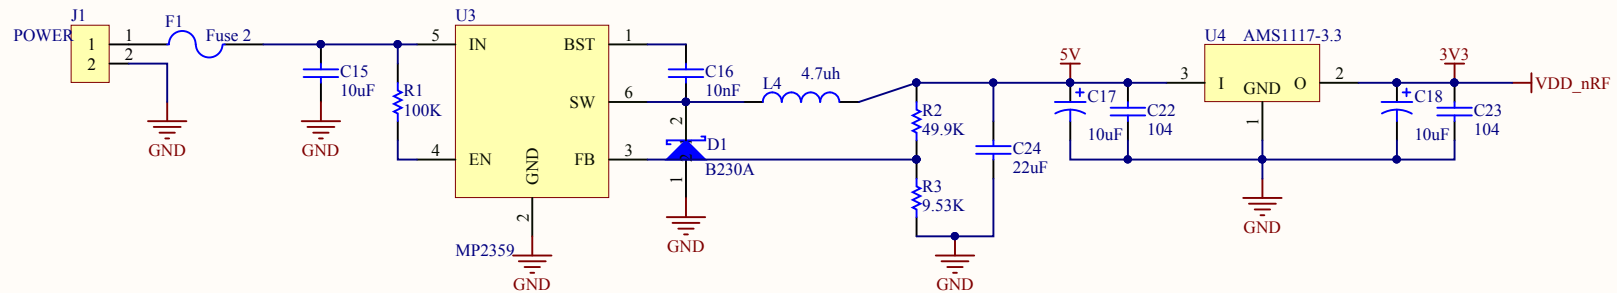 J1
POWER
1
2
1
2
GND
F1
Fuse 2
C15
10uF
GND
R1
100K
U3
5
IN
4
EN
GND
2
BST
1
SW
6
FB
3
MP2359
GND
C16
10nF
2
D1
B230A
1
GND
L4
4.7uh
R2
49.9K
R3
9.53K
C24
22uF
GND
5V
C17
10uF
C22
104
U4
AMS1117-3.3
3
I
GND
O
2
1
GND
C18
10uF
3V3
C23
104
VDD_nRF